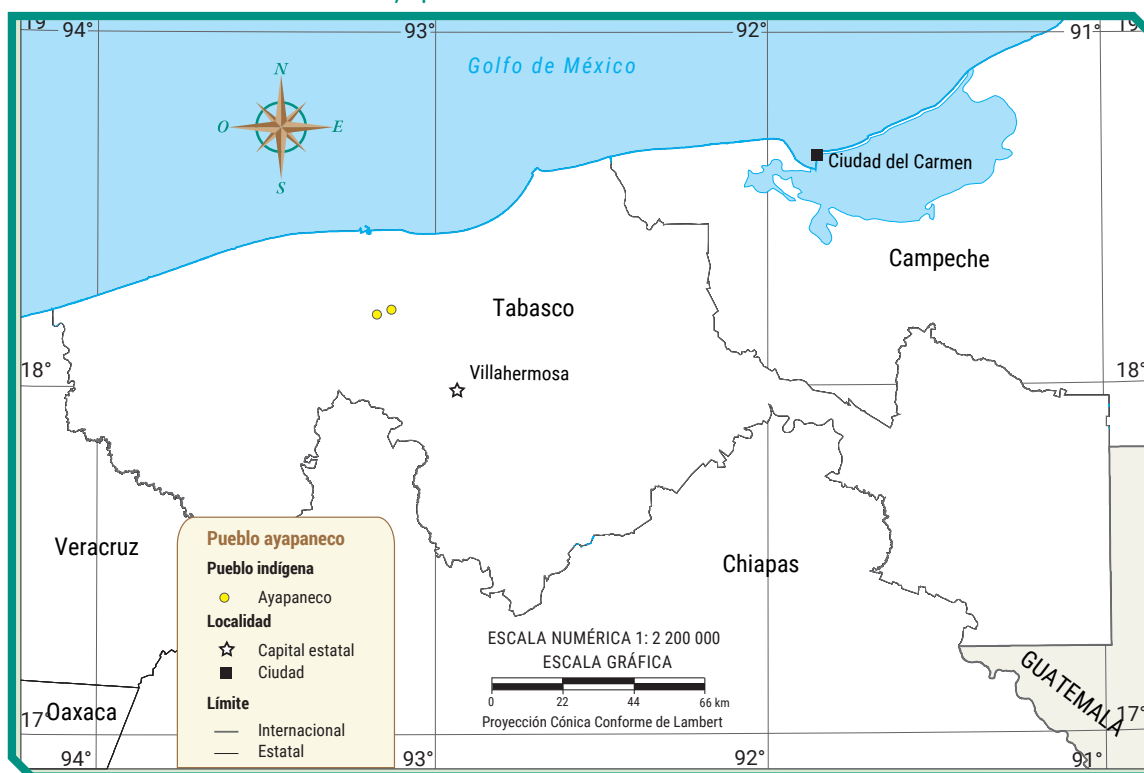 19
94°
93°
92°
91°
19
Golfo de México
N
O
E
S
Ciudad del Carmen
Campeche
Tabasco
Villahermosa
18°
18°
Veracruz
Chiapas
Pueblo ayapaneco
Pueblo indígena
Ayapaneco
Localidad
Capital estatal
Ciudad
Límite
Internacional
Estatal
ESCALA NUMÉRICA 1: 2 200 000
ESCALA GRÁFICA
0 22 44 66 km
Proyección Cónica Conforme de Lambert
GUATEMALA
Oaxaca
17°
17°
94°
93°
92°
91°